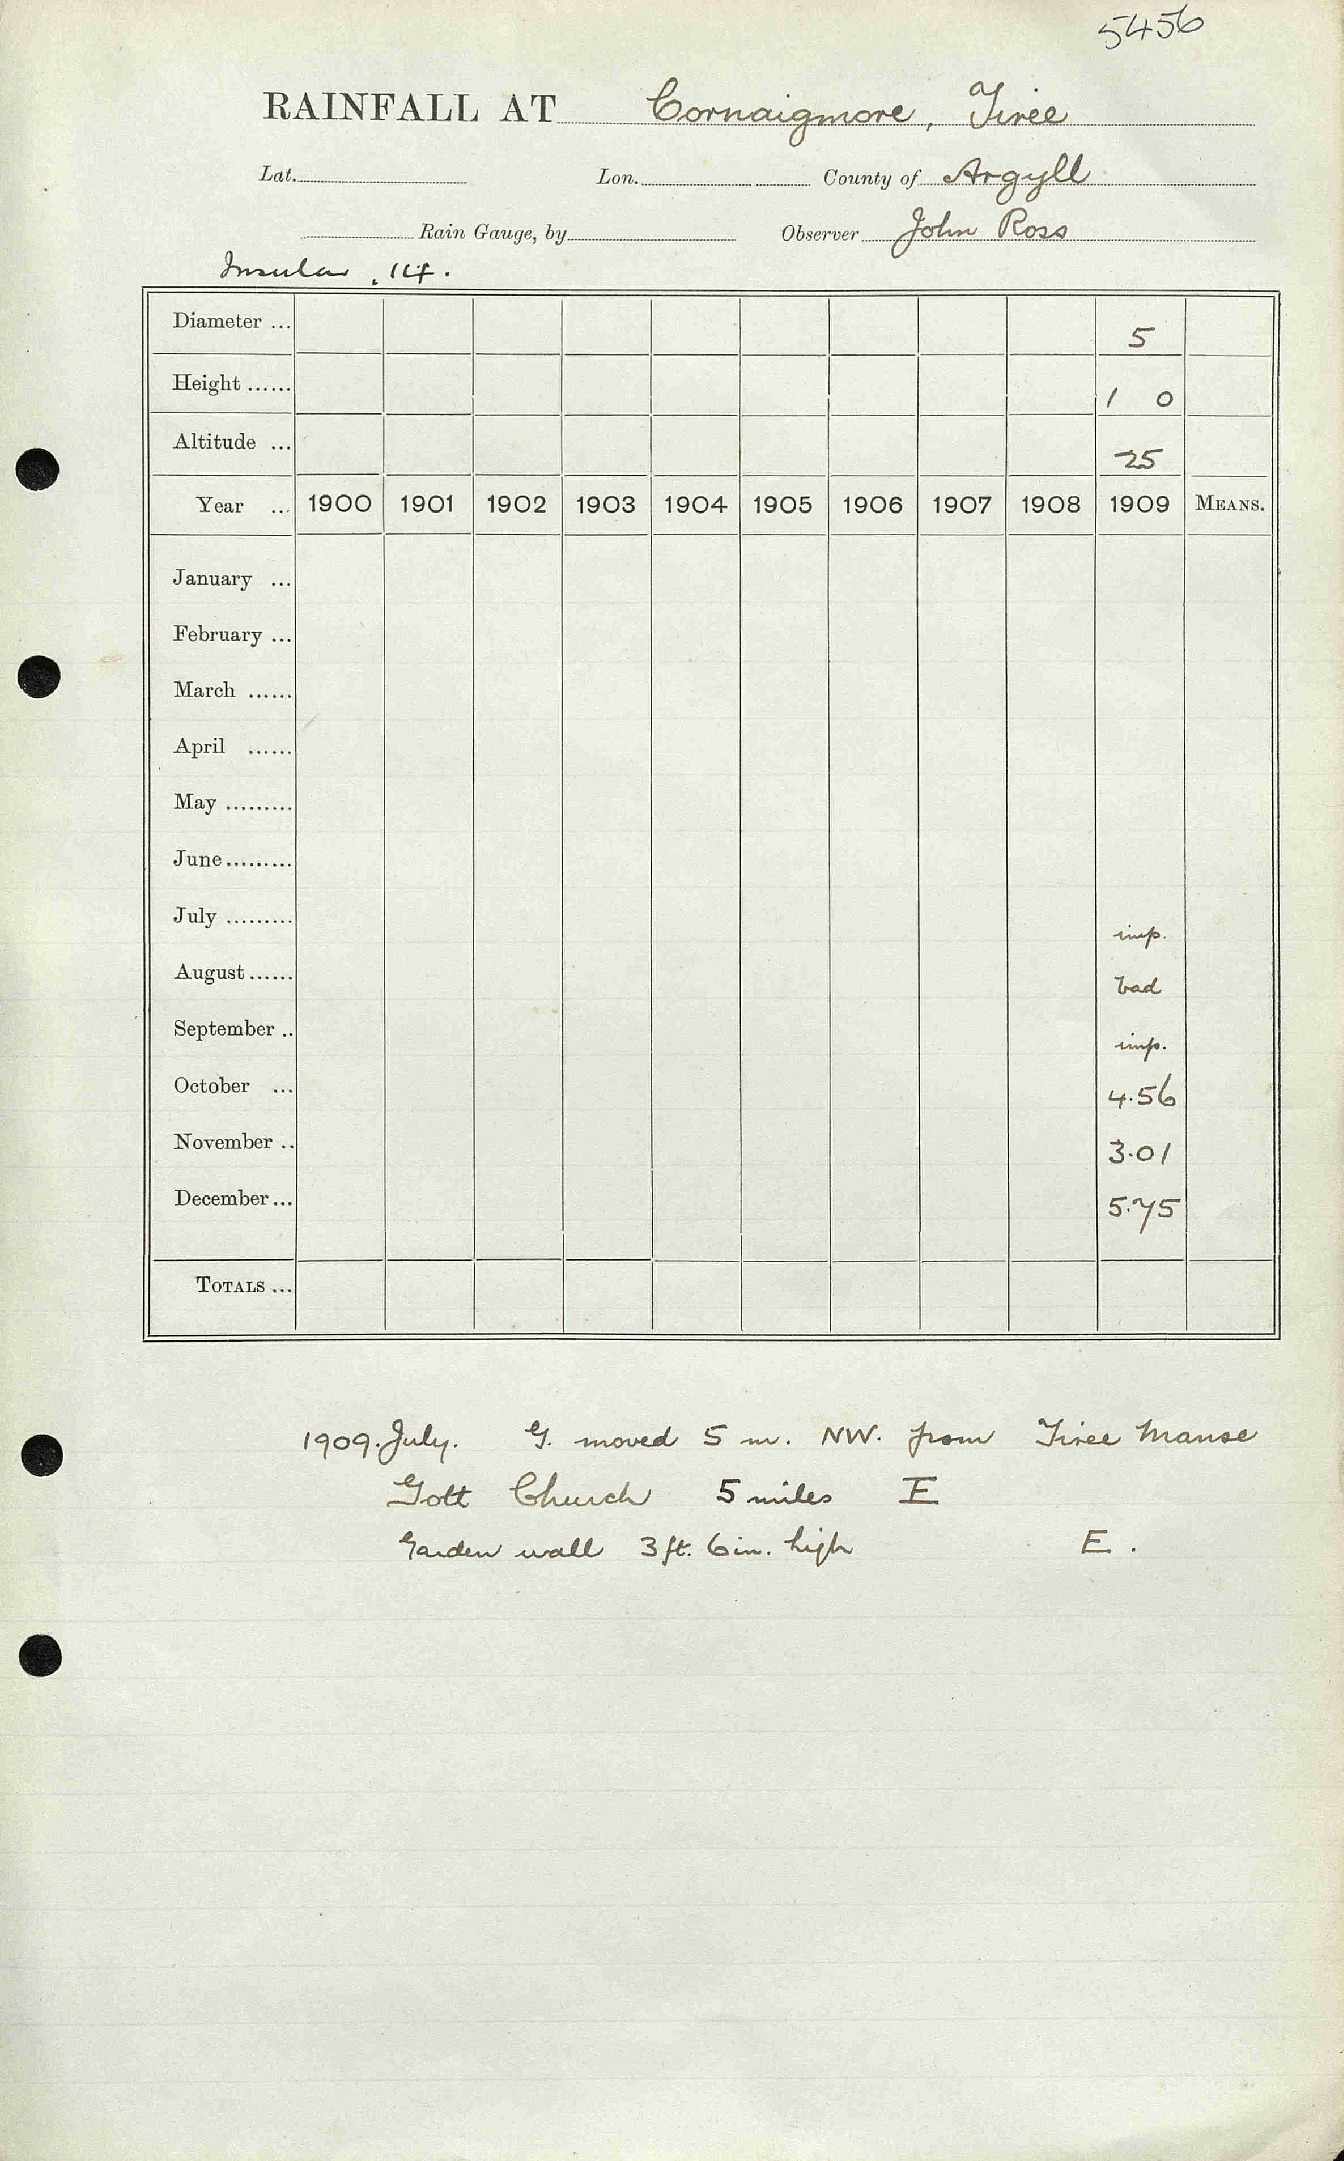 5456
RAINFALL AT Cornaigmore, Tiree
Lat. Lon. County of Argyll
Rain Gauge, by Observer John Ross
Insular, 14.
Diameter ... 5
Height ...... 1 0
Altitude ... 25
Year ... 1900 1901 1902 1903 1904 1905 1906 1907 1908 1909 MEANS.
January ...
February ...
March ......
April ......
May .........
June .........
July ......... imp.
August ...... bad
September .. imp.
October ... 4.56
November .. 3.01
December ... 5.75
TOTALS ...
1909. July. G. moved 5 m. NW. from Tiree Manse
Gott Church 5 miles E
Garden wall 3 ft. 6 in. high E.